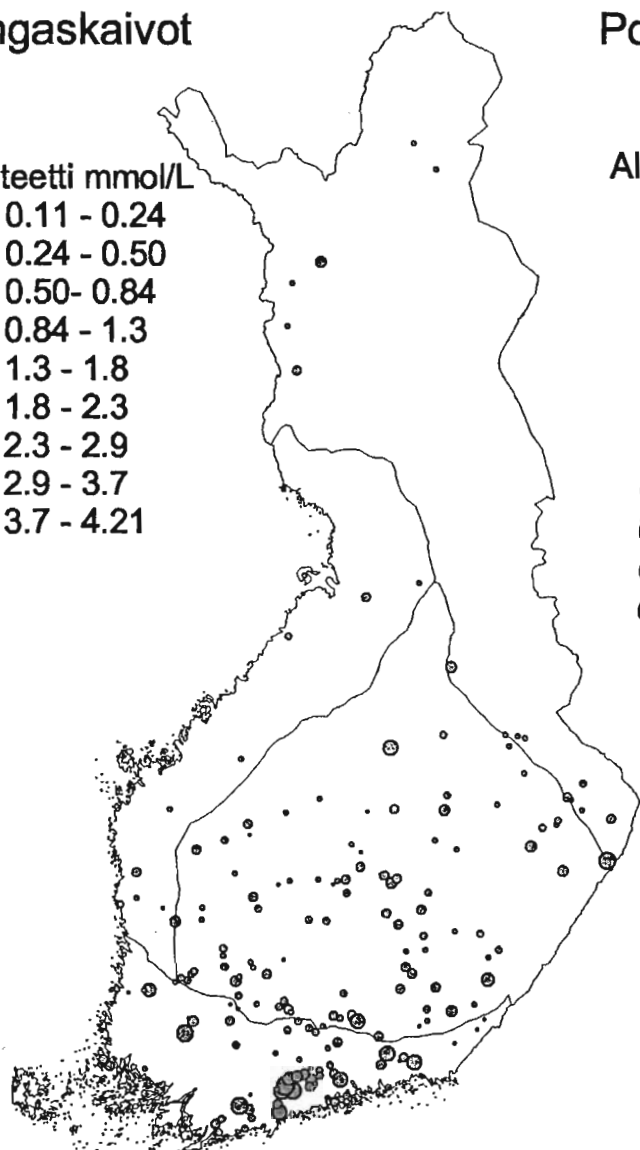 ngaskaivot
Po
Al
teetti mmol/L
0.11 - 0.24
0.24 - 0.50
0.50- 0.84
0.84 - 1.3
1.3 - 1.8
1.8 - 2.3
2.3 - 2.9
2.9 - 3.7
3.7 - 4.21